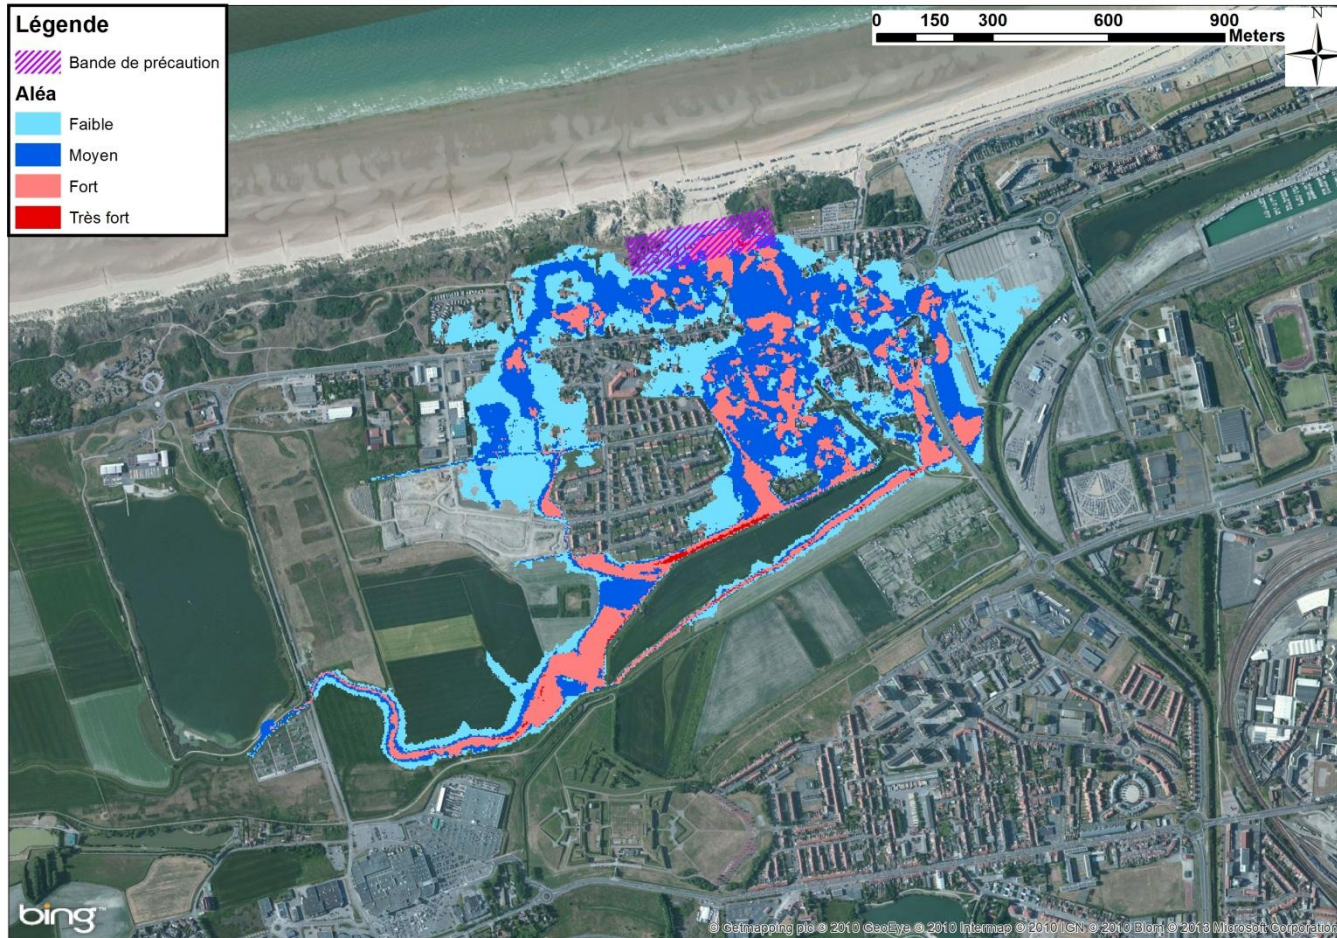 Légende
Bande de précaution
Aléa
Faible
Moyen
Fort
Très fort
0 150 300 600 900
Meters
N
bing™
© Getmapping plc © 2010 GeoEye © 2010 Intermap © 2010 IGN © 2010 Blom © 2013 Microsoft Corporation